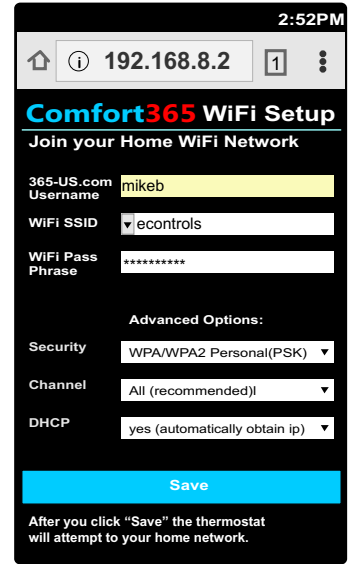 2:52PM
192.168.8.2 1
Comfort365 WiFi Setup
Join your Home WiFi Network
365-US.com
Username mikeb
WiFi SSID econtrols
WiFi Pass
Phrase **********
Advanced Options:
Security WPA/WPA2 Personal(PSK)
Channel All (recommended)l
DHCP yes (automatically obtain ip)
Save
After you click “Save” the thermostat
will attempt to your home network.